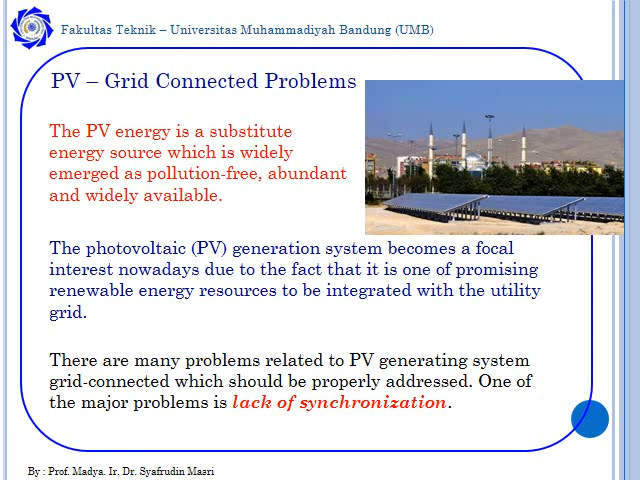 Fakultas Teknik – Universitas Muhammadiyah Bandung (UMB)
PV – Grid Connected Problems
The PV energy is a substitute
energy source which is widely
emerged as pollution-free, abundant
and widely available.
The photovoltaic (PV) generation system becomes a focal
interest nowadays due to the fact that it is one of promising
renewable energy resources to be integrated with the utility
grid.
There are many problems related to PV generating system
grid-connected which should be properly addressed. One of
the major problems is lack of synchronization.
By : Prof. Madya. Ir. Dr. Syafrudin Masri